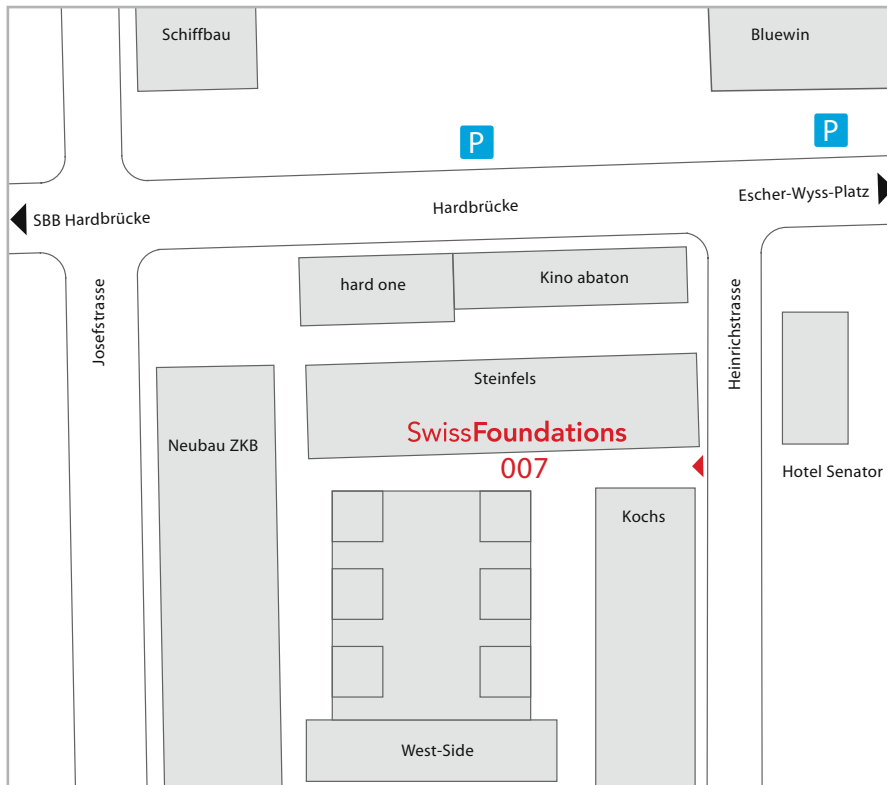 Schiffbau
Bluewin
P
P
Escher-Wyss-Platz
SBB Hardbrücke
Hardbrücke
Josefstrasse
hard one
Kino abaton
Heinrichstrasse
Steinfels
SwissFoundations
007
Neubau ZKB
Hotel Senator
Kochs
West-Side